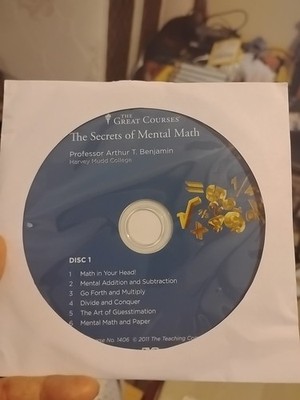 THE
GREAT COURSES
The Secrets of Mental Math
Professor Arthur T. Benjamin
Harvey Mudd College
DISC 1
1 Math in Your Head!
2 Mental Addition and Subtraction
3 Go Forth and Multiply
4 Divide and Conquer
5 The Art of Guesstimation
6 Mental Math and Paper
No. 1406 © 2011 The Teaching